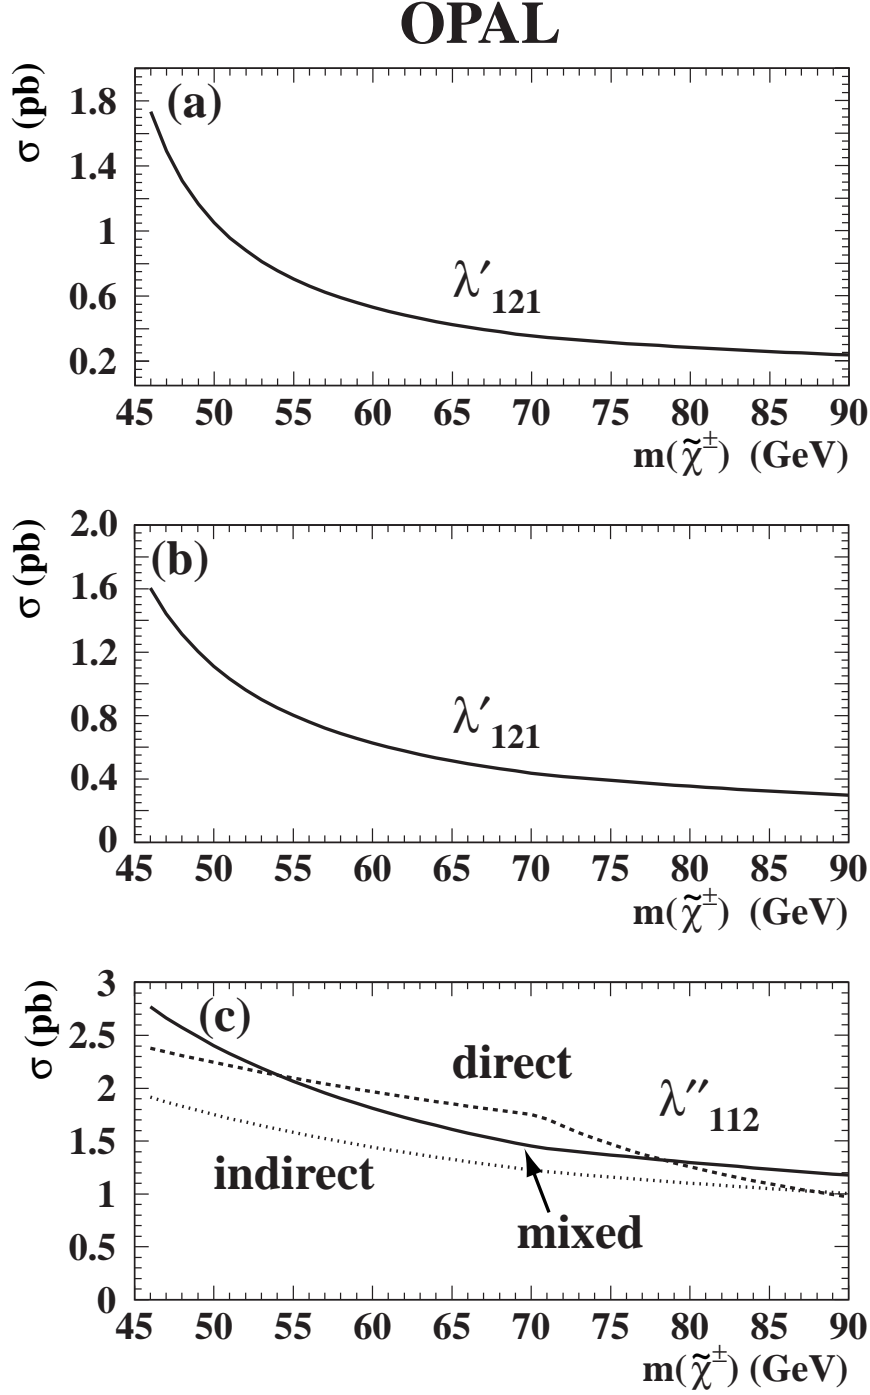 OPAL
σ (pb)
(a)
1.8
1.4
1
0.6
0.2
λ′121
45 50 55 60 65 70 75 80 85 90
m(χ̃±) (GeV)
σ (pb)
(b)
2.0
1.6
1.2
0.8
0.4
0
λ′121
45 50 55 60 65 70 75 80 85 90
m(χ̃±) (GeV)
σ (pb)
(c)
3
2.5
2
1.5
1
0.5
0
direct
λ′′112
indirect
mixed
45 50 55 60 65 70 75 80 85 90
m(χ̃±) (GeV)